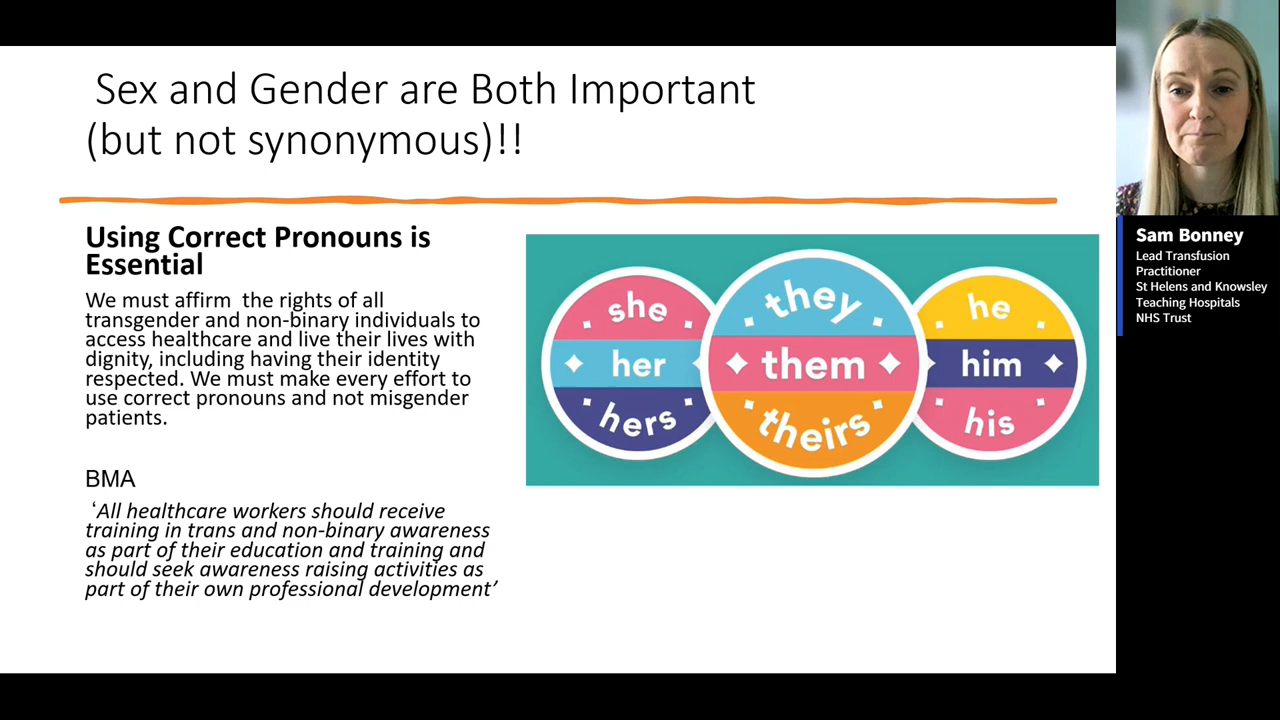 Sex and Gender are Both Important
(but not synonymous)!!
Using Correct Pronouns is
Essential
We must affirm  the rights of all
transgender and non-binary individuals to
access healthcare and live their lives with
dignity, including having their identity
respected. We must make every effort to
use correct pronouns and not misgender
patients.
BMA
‘All healthcare workers should receive
training in trans and non-binary awareness
as part of their education and training and
should seek awareness raising activities as
part of their own professional development’
she
her
hers
they
them
theirs
he
him
his
Sam Bonney
Lead Transfusion
Practitioner
St Helens and Knowsley
Teaching Hospitals
NHS Trust